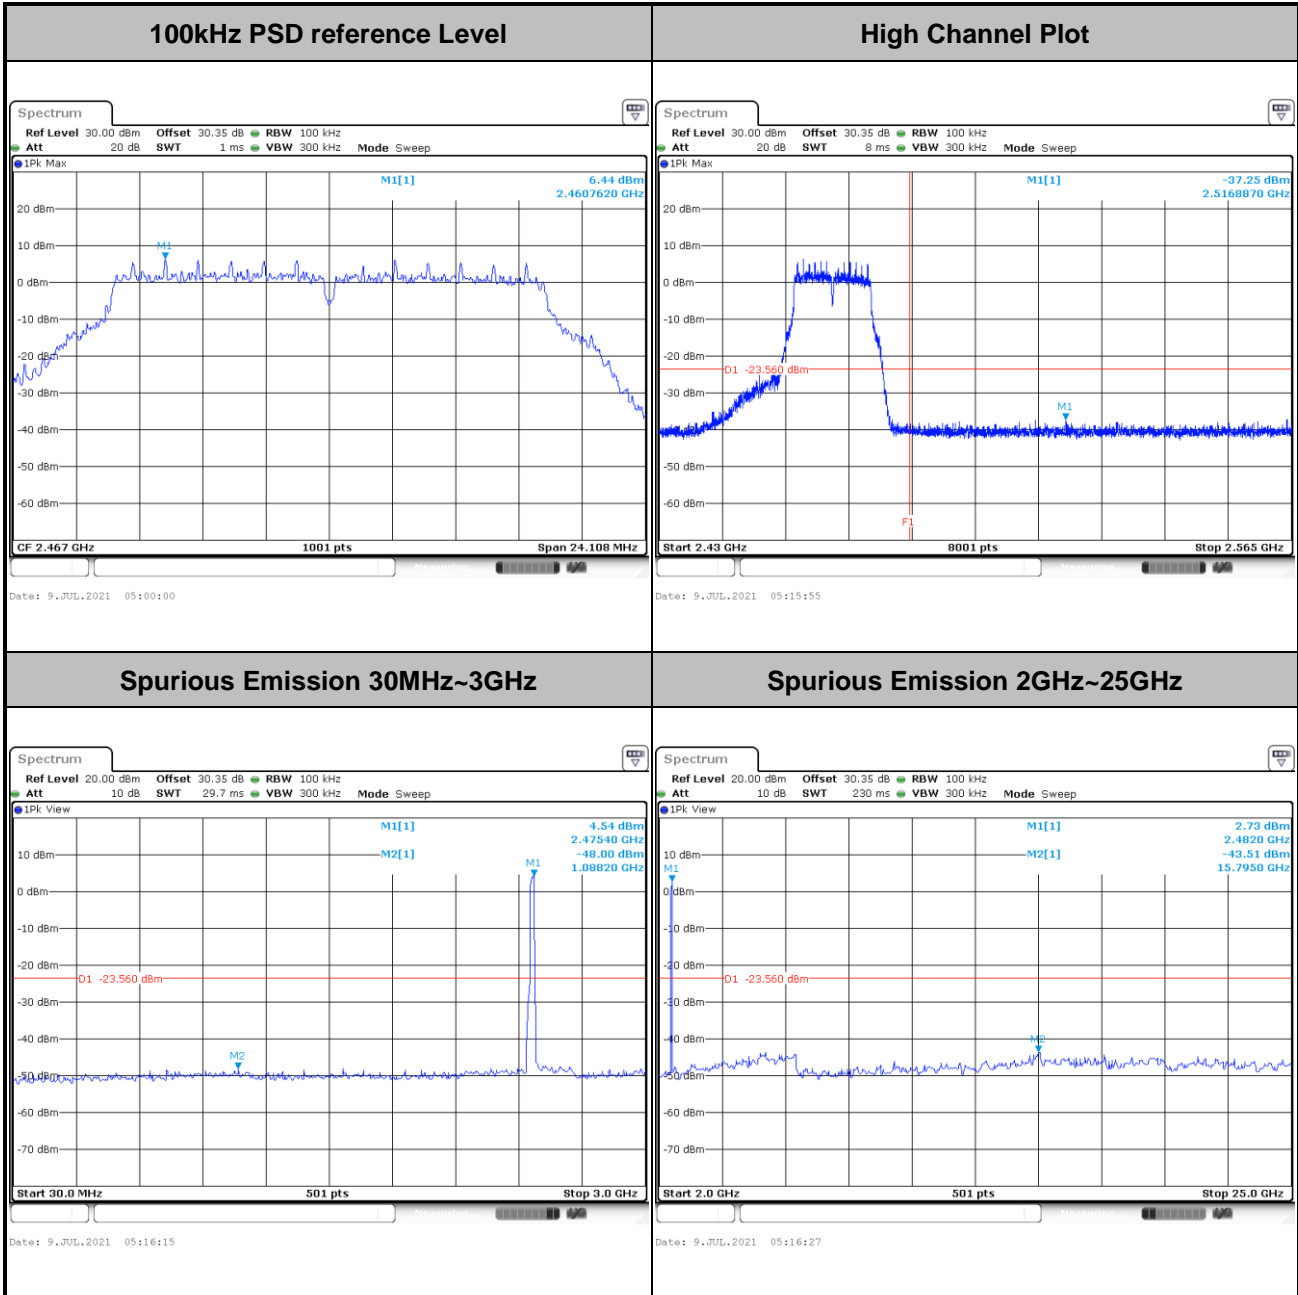 100kHz PSD reference Level
High Channel Plot
Spectrum
Ref Level 30.00 dBm Offset 30.35 dB RBW 100 kHz
Att 20 dB SWT 1 ms VBW 300 kHz Mode Sweep
1Pk Max
M1[1] 6.44 dBm
2.4607620 GHz
20 dBm
10 dBm
M1
0 dBm
-10 dBm
-20 dBm
-30 dBm
-40 dBm
-50 dBm
-60 dBm
CF 2.467 GHz 1001 pts Span 24.108 MHz
Measuring
Date: 9.JUL.2021 05:00:00
Spectrum
Ref Level 30.00 dBm Offset 30.35 dB RBW 100 kHz
Att 20 dB SWT 8 ms VBW 300 kHz Mode Sweep
1Pk Max
M1[1] -37.25 dBm
2.5168870 GHz
20 dBm
10 dBm
0 dBm
-10 dBm
-20 dBm
D1 -23.560 dBm
-30 dBm
M1
-40 dBm
-50 dBm
-60 dBm
F1
Start 2.43 GHz 8001 pts Stop 2.565 GHz
Measuring
Date: 9.JUL.2021 05:15:55
Spurious Emission 30MHz~3GHz
Spurious Emission 2GHz~25GHz
Spectrum
Ref Level 20.00 dBm Offset 30.35 dB RBW 100 kHz
Att 10 dB SWT 29.7 ms VBW 300 kHz Mode Sweep
1Pk View
M1[1] 4.54 dBm
2.47540 GHz
10 dBm
M2[1] -48.00 dBm
M1 1.08820 GHz
0 dBm
-10 dBm
-20 dBm
D1 -23.560 dBm
-30 dBm
-40 dBm
M2
-50 dBm
-60 dBm
-70 dBm
Start 30.0 MHz 501 pts Stop 3.0 GHz
Measuring
Date: 9.JUL.2021 05:16:15
Spectrum
Ref Level 20.00 dBm Offset 30.35 dB RBW 100 kHz
Att 10 dB SWT 230 ms VBW 300 kHz Mode Sweep
1Pk View
M1[1] 2.73 dBm
2.4820 GHz
10 dBm
M2[1] -43.51 dBm
M1 15.7950 GHz
0 dBm
-10 dBm
-20 dBm
D1 -23.560 dBm
-30 dBm
-40 dBm
M2
-50 dBm
-60 dBm
-70 dBm
Start 2.0 GHz 501 pts Stop 25.0 GHz
Measuring
Date: 9.JUL.2021 05:16:27